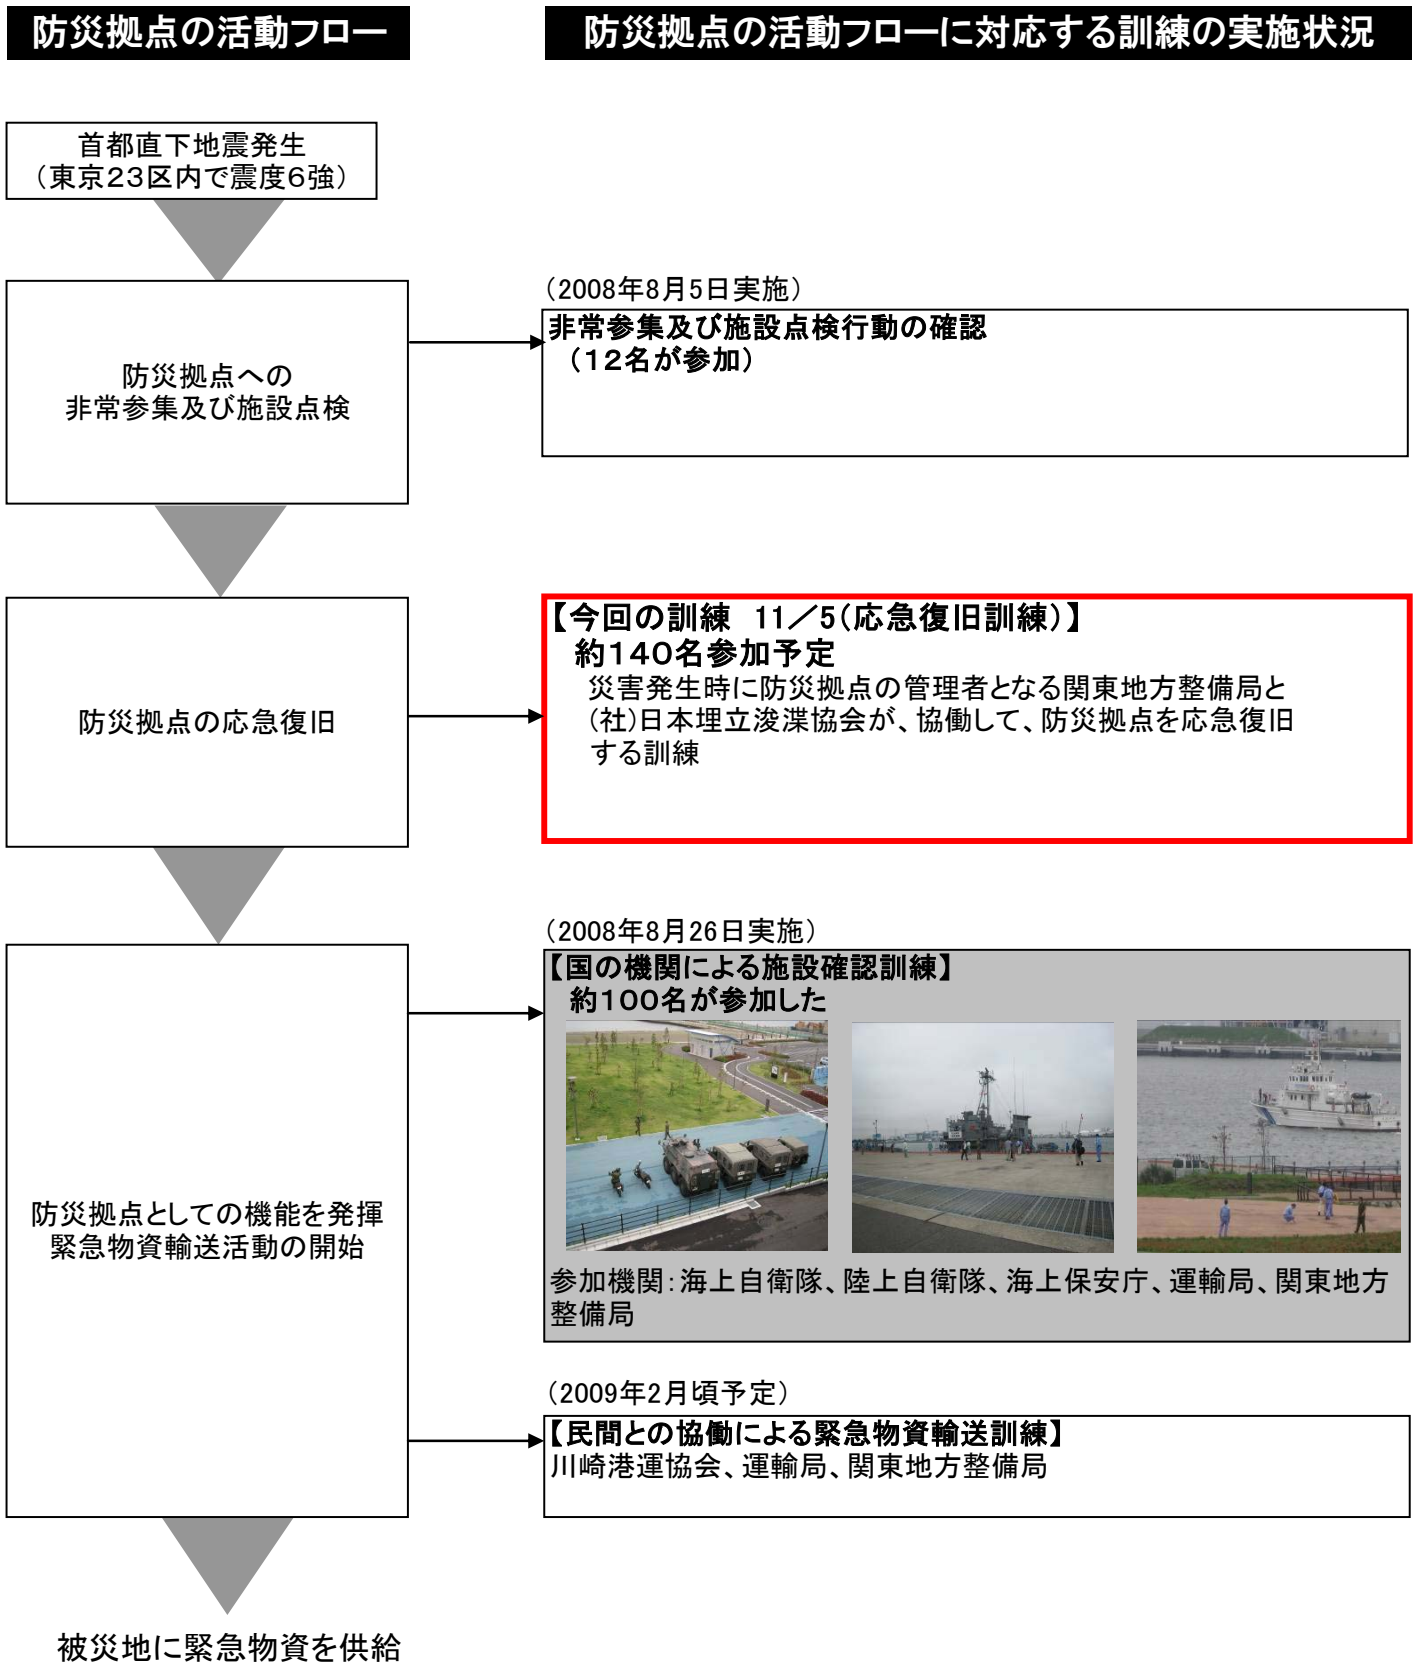 防災拠点の活動フロー
防災拠点の活動フローに対応する訓練の実施状況
首都直下地震発生
（東京２３区内で震度６強）
（2008年8月5日実施）
非常参集及び施設点検行動の確認
（１２名が参加）
防災拠点への
非常参集及び施設点検
【今回の訓練　11／5（応急復旧訓練）】
約１４０名参加予定
災害発生時に防災拠点の管理者となる関東地方整備局と
（社）日本埋立浚渫協会が、協働して、防災拠点を応急復旧
する訓練
防災拠点の応急復旧
（2008年8月26日実施）
【国の機関による施設確認訓練】
約１００名が参加した
参加機関：海上自衛隊、陸上自衛隊、海上保安庁、運輸局、関東地方
整備局
防災拠点としての機能を発揮
緊急物資輸送活動の開始
（2009年2月頃予定）
【民間との協働による緊急物資輸送訓練】
川崎港運協会、運輸局、関東地方整備局
被災地に緊急物資を供給